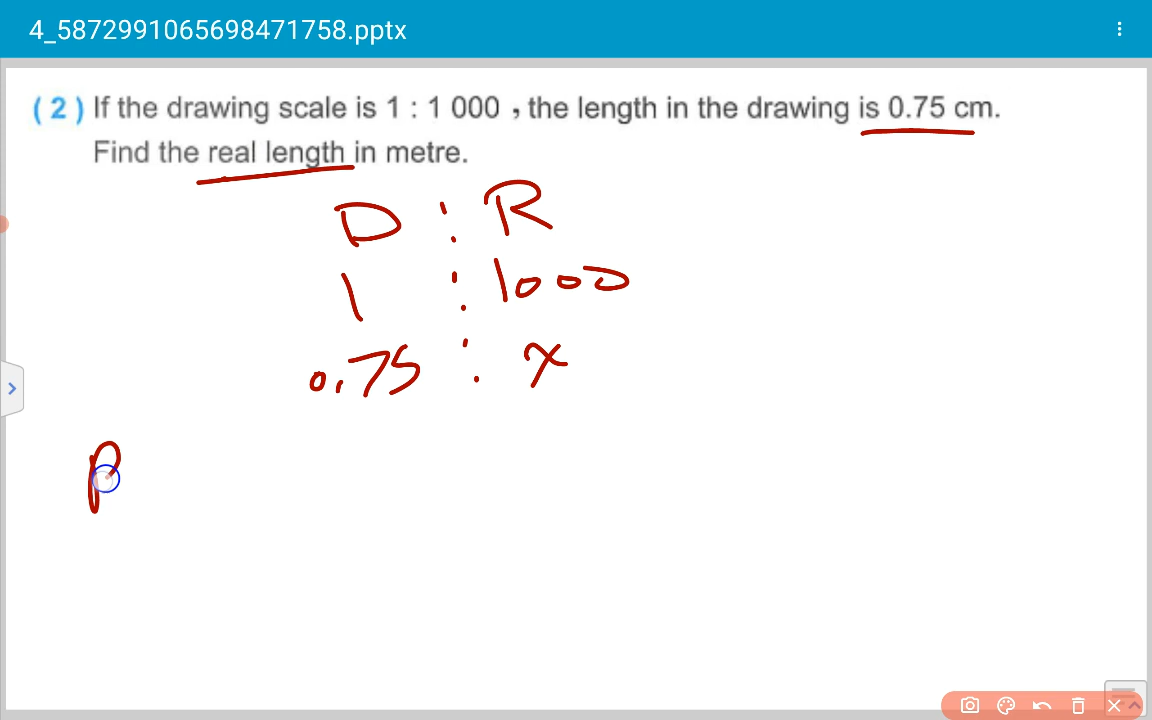 4_5872991065698471758.pptx
( 2 ) If the drawing scale is 1 : 1 000 , the length in the drawing is 0.75 cm.
Find the real length in metre.
D : R
1 : 1000
0.75 : x
R